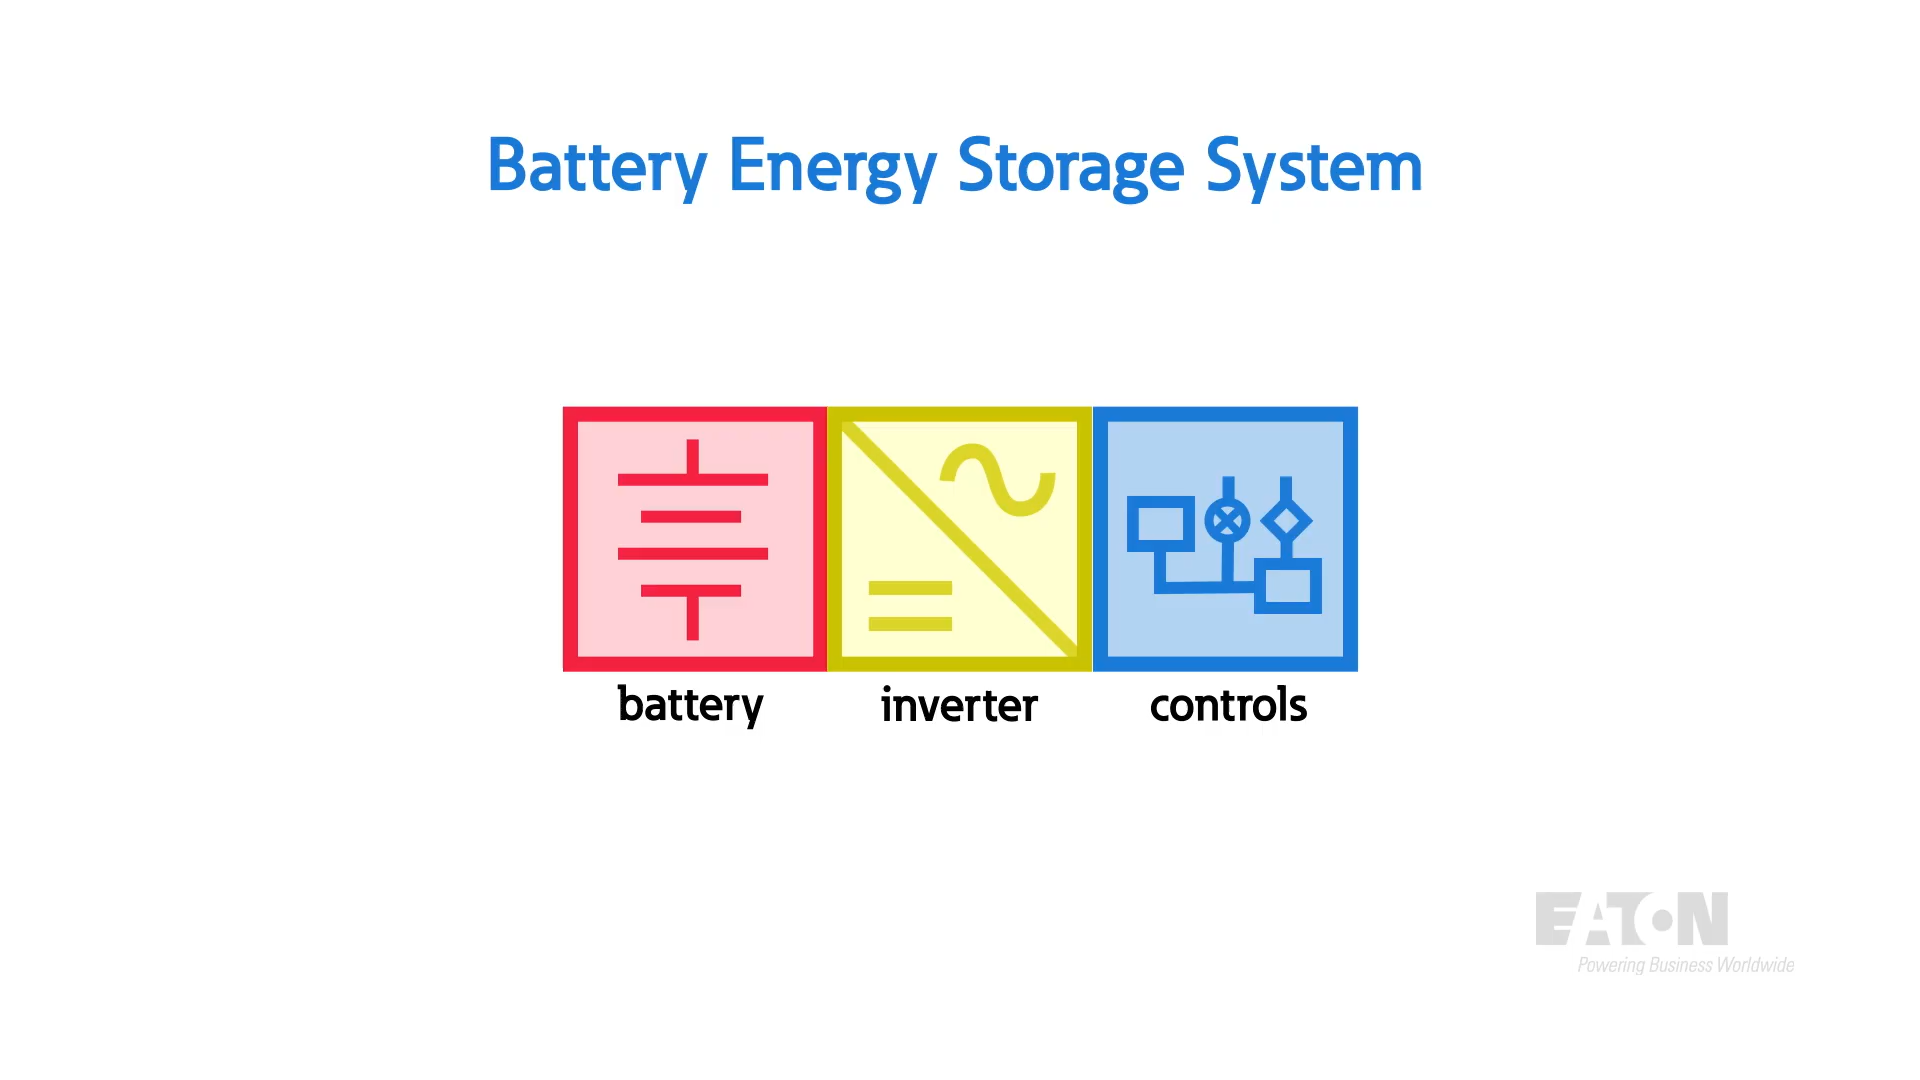 Battery Energy Storage System
battery
inverter
controls
EATON
Powering Business Worldwide